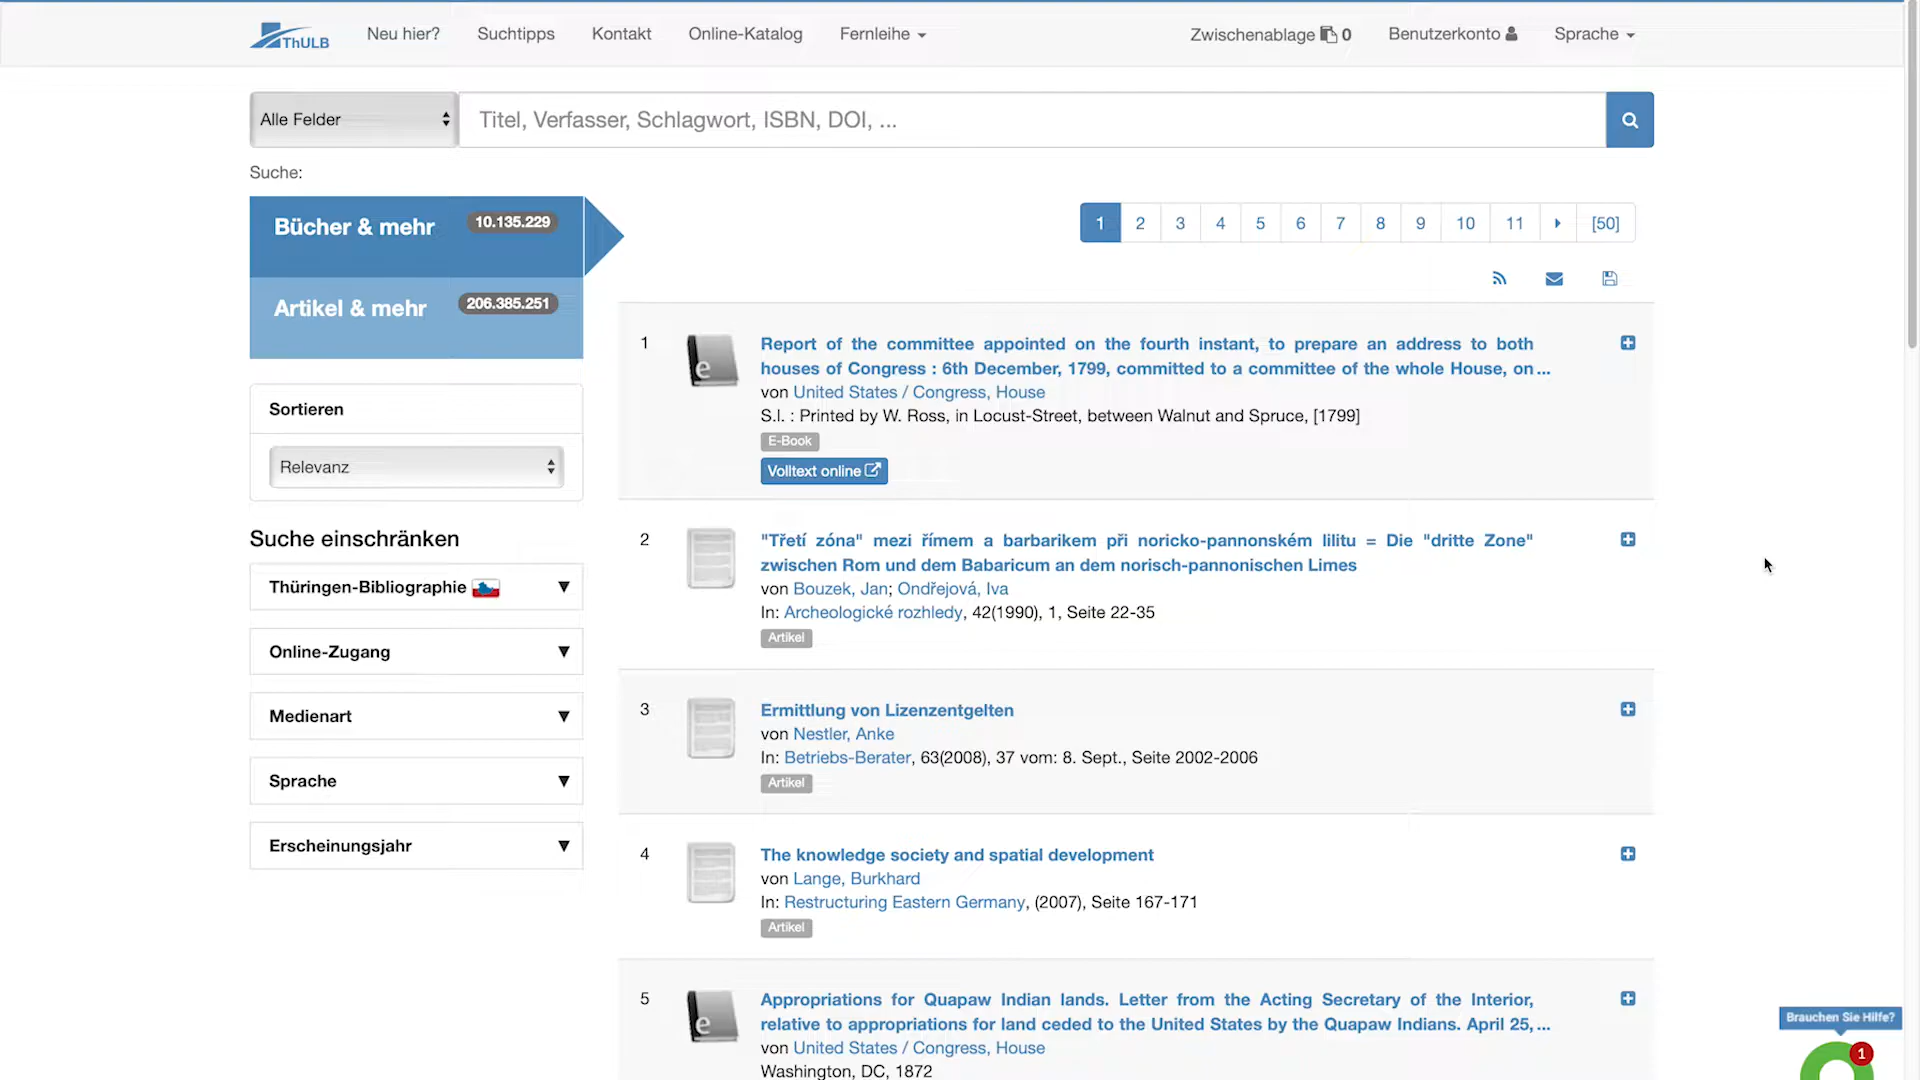 ThULB Neu hier? Suchtipps Kontakt Online-Katalog Fernleihe Zwischenablage 0 Benutzerkonto Sprache
Alle Felder Titel, Verfasser, Schlagwort, ISBN, DOI, ...
Suche:
Bücher & mehr 10.135.229
Artikel & mehr 206.385.251
Sortieren
Relevanz
Suche einschränken
Thüringen-Bibliographie
Online-Zugang
Medienart
Sprache
Erscheinungsjahr
1 2 3 4 5 6 7 8 9 10 11 [50]
1 Report of the committee appointed on the fourth instant, to prepare an address to both
houses of Congress : 6th December, 1799, committed to a committee of the whole House, on ...
von United States / Congress, House
S.l. : Printed by W. Ross, in Locust-Street, between Walnut and Spruce, [1799]
E-Book
Volltext online
2 "Třetí zóna" mezi římem a barbarikem při noricko-pannonském lilitu = Die "dritte Zone"
zwischen Rom und dem Babaricum an dem norisch-pannonischen Limes
von Bouzek, Jan; Ondřejová, Iva
In: Archeologické rozhledy, 42(1990), 1, Seite 22-35
Artikel
3 Ermittlung von Lizenzentgelten
von Nestler, Anke
In: Betriebs-Berater, 63(2008), 37 vom: 8. Sept., Seite 2002-2006
Artikel
4 The knowledge society and spatial development
von Lange, Burkhard
In: Restructuring Eastern Germany, (2007), Seite 167-171
Artikel
5 Appropriations for Quapaw Indian lands. Letter from the Acting Secretary of the Interior,
relative to appropriations for land ceded to the United States by the Quapaw Indians. April 25, ...
von United States / Congress, House
Washington, DC, 1872
Brauchen Sie Hilfe?
1